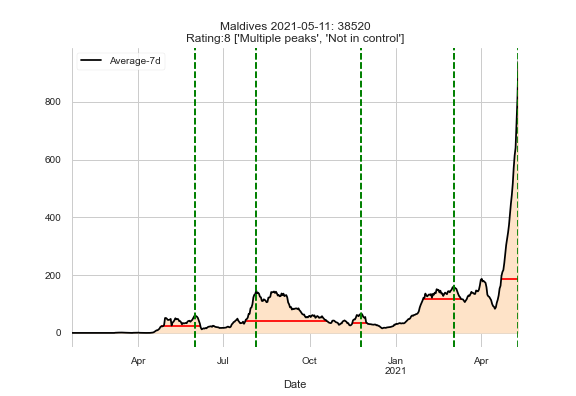 Maldives 2021-05-11: 38520
Rating:8 ['Multiple peaks', 'Not in control']
Average-7d
800
600
400
200
0
Apr Jul Oct Jan Apr
2021
Date